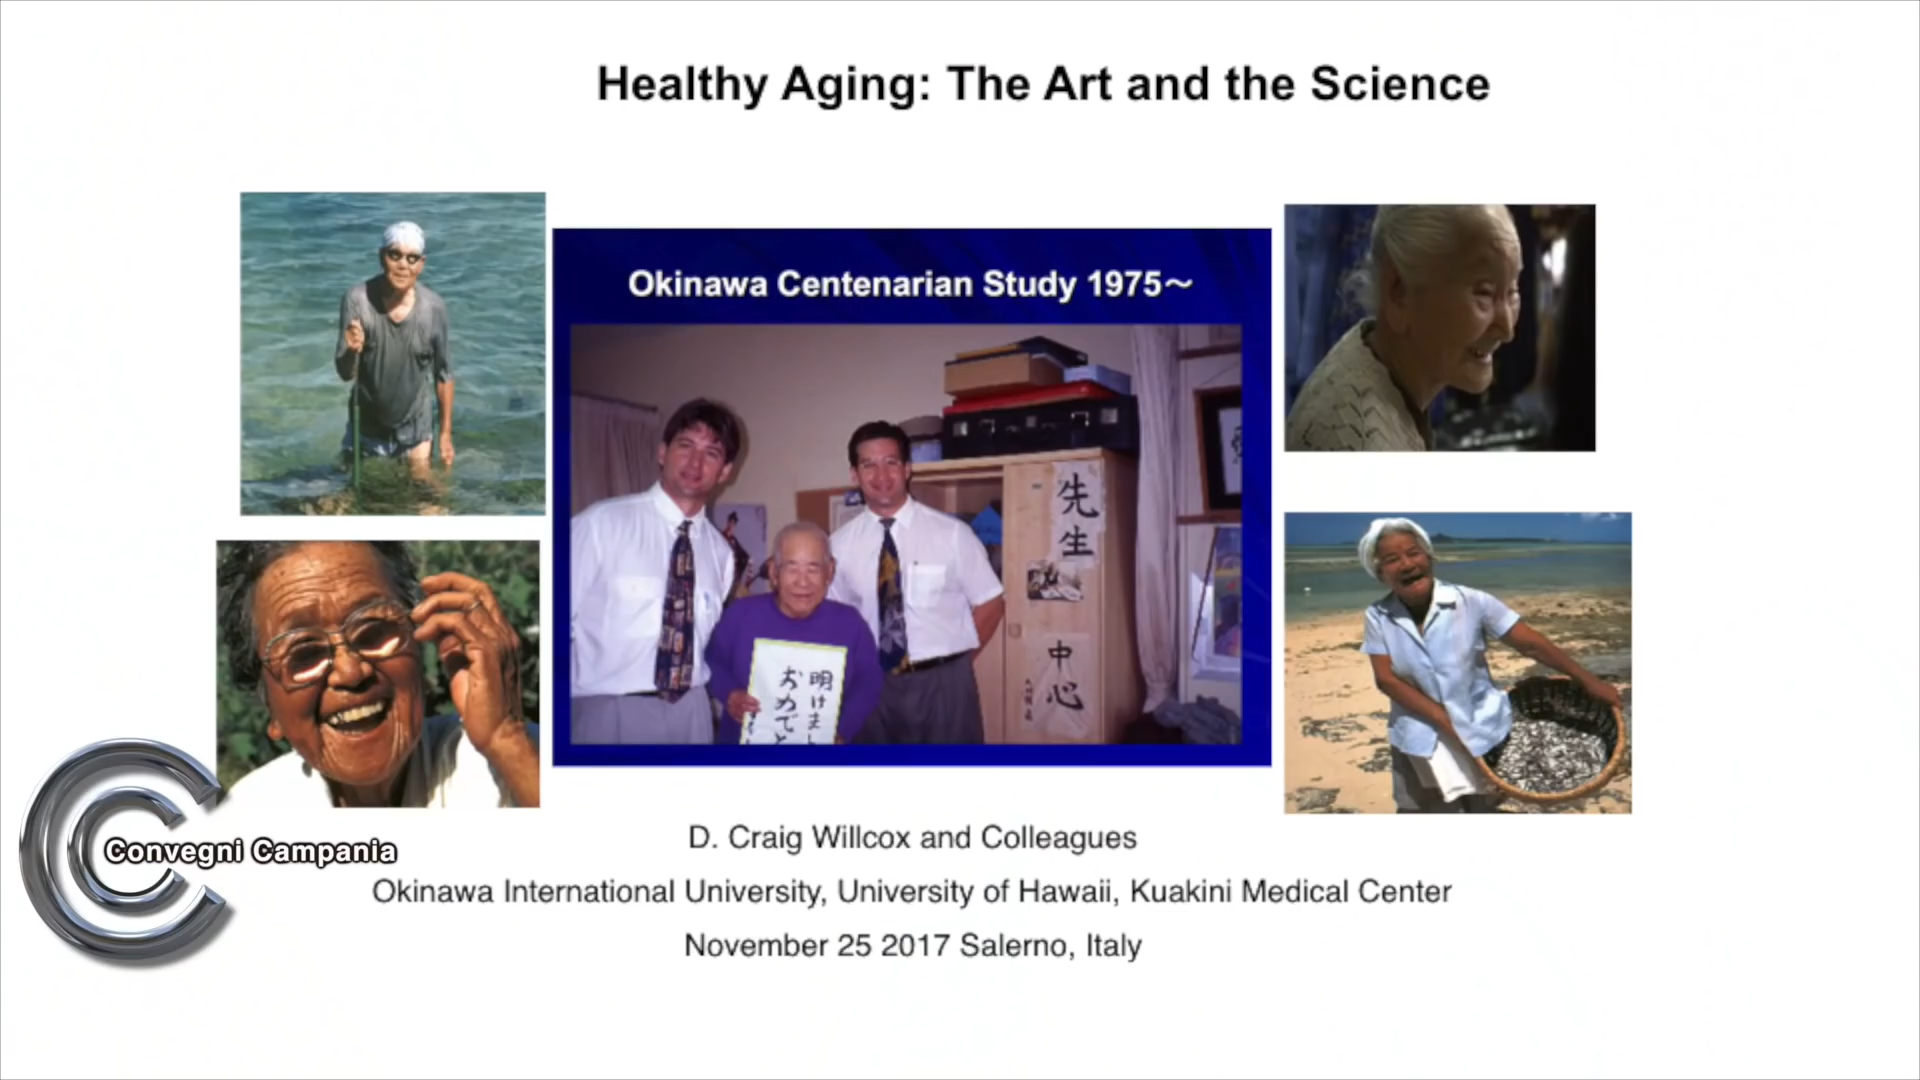 Healthy Aging: The Art and the Science
Okinawa Centenarian Study 1975～
先生
中心
明けまし
おめでと
Convegni Campania
D. Craig Willcox and Colleagues
Okinawa International University, University of Hawaii, Kuakini Medical Center
November 25 2017 Salerno, Italy